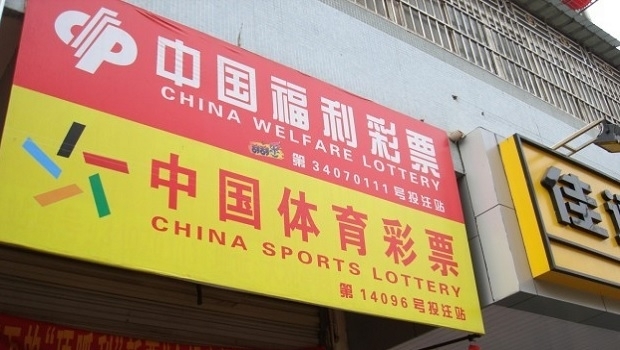 中国福利彩票
CHINA WELFARE LOTTERY
第 34070111 号投注站
中国体育彩票
CHINA SPORTS LOTTERY
第 14096 号投注站
佳